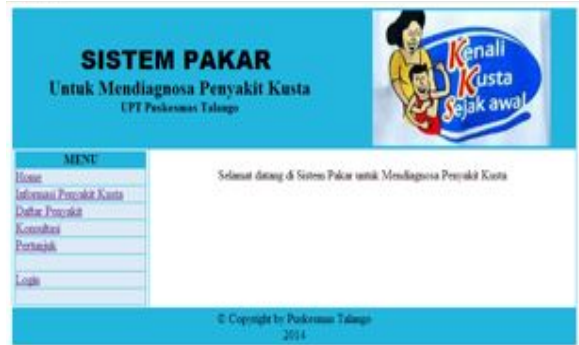 SISTEM PAKAR
Untuk Mendiagnosa Penyakit Kusta
UPT Puskesmas Talango
Kenali
Kusta
Sejak awal
MENU
Home
Informasi Penyakit Kusta
Daftar Penyakit
Konsultasi
Petunjuk
Login
Selamat datang di Sistem Pakar untuk Mendiagnosa Penyakit Kusta
© Copyright by Puskesmas Talango
2014